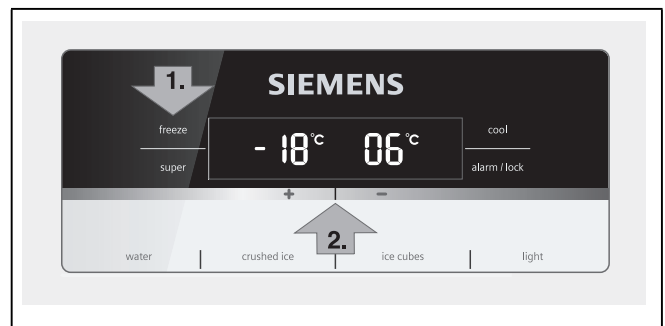 1.
SIEMENS
freeze
-18°C 06°C
cool
super
alarm / lock
+ −
2.
water crushed ice ice cubes light